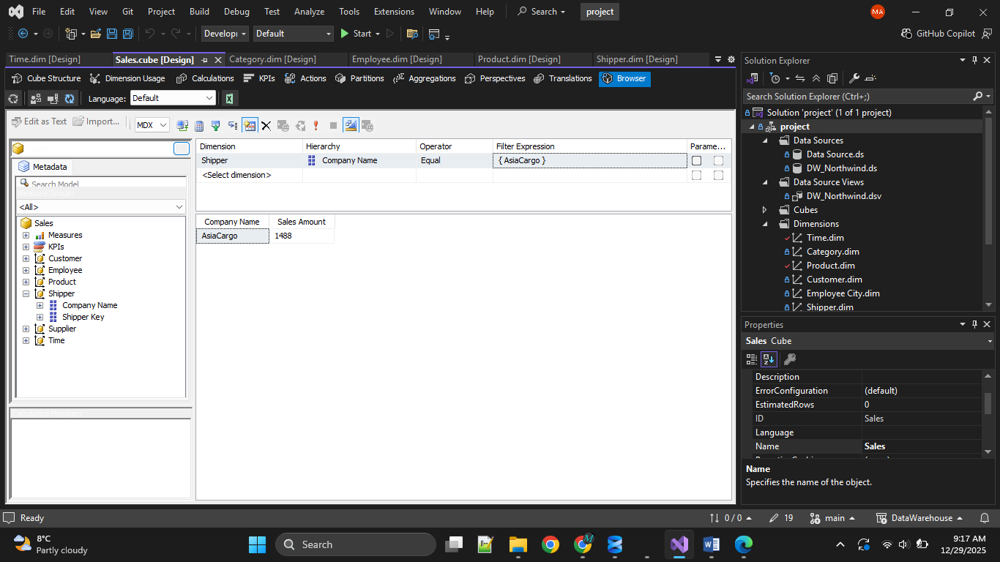 File Edit View Git Project Build Debug Test Analyze Tools Extensions Window Help Search project MA
Develop Default Start GitHub Copilot
Time.dim [Design] Sales.cube [Design] Category.dim [Design] Employee.dim [Design] Product.dim [Design] Shipper.dim [Design]
Cube Structure Dimension Usage Calculations KPIs Actions Partitions Aggregations Perspectives Translations Browser
Language: Default
Edit as Text Import... MDX
Metadata
Search Model
<All>
Sales
Measures
KPIs
Customer
Employee
Product
Shipper
Company Name
Shipper Key
Supplier
Time
Calculated Members
Dimension Hierarchy Operator Filter Expression Parame...
Shipper Company Name Equal { AsiaCargo }
<Select dimension>
Company Name Sales Amount
AsiaCargo 1488
Solution Explorer
Search Solution Explorer (Ctrl+;)
Solution 'project' (1 of 1 project)
project
Data Sources
Data Source.ds
DW_Northwind.ds
Data Source Views
DW_Northwind.dsv
Cubes
Dimensions
Time.dim
Category.dim
Product.dim
Customer.dim
Employee City.dim
Shipper.dim
Properties
Sales Cube
Description
ErrorConfiguration (default)
EstimatedRows 0
ID Sales
Language
Name Sales
Name
Specifies the name of the object.
Ready 0 / 0 19 main DataWarehouse
8°C
Partly cloudy
Search
9:17 AM
12/29/2025